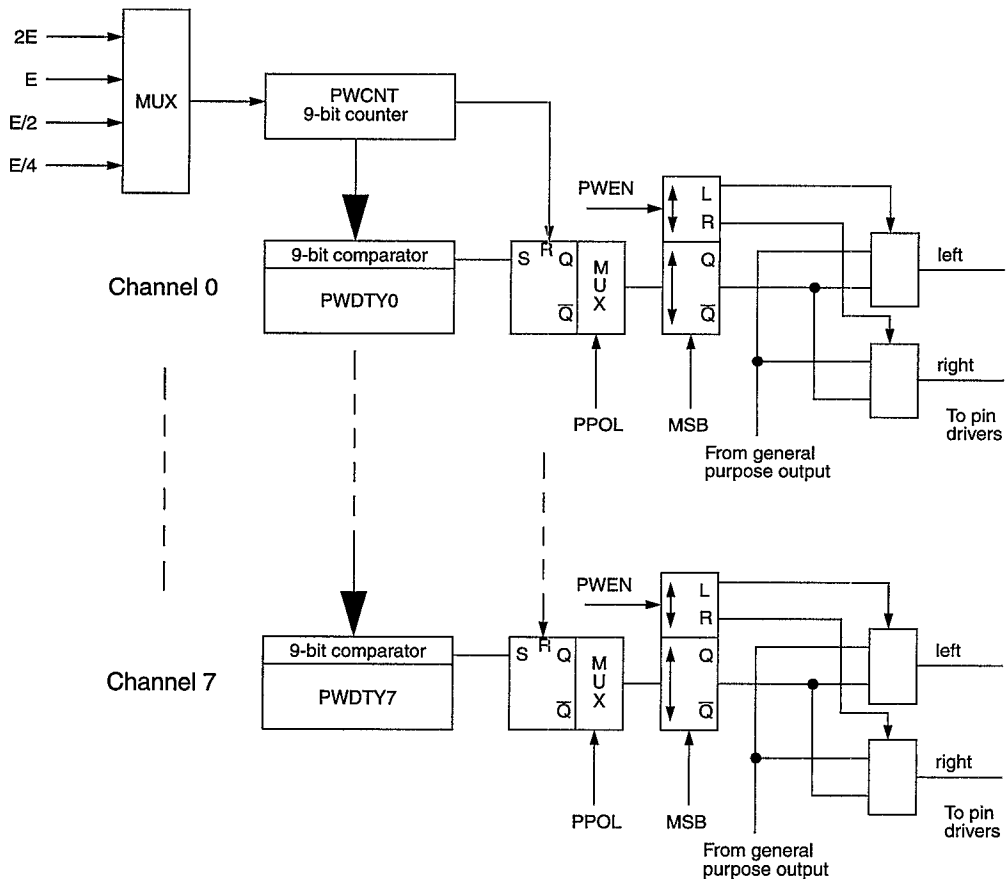 2E
E
E/2
E/4
MUX
PWCNT
9-bit counter
9-bit comparator
PWDTY0
Channel 0
S
R
Q
Q̅
MUX
PPOL
PWEN
L
R
Q
Q̅
MSB
left
right
To pin
drivers
From general
purpose output
9-bit comparator
PWDTY7
Channel 7
S
R
Q
Q̅
MUX
PPOL
PWEN
L
R
Q
Q̅
MSB
left
right
To pin
drivers
From general
purpose output